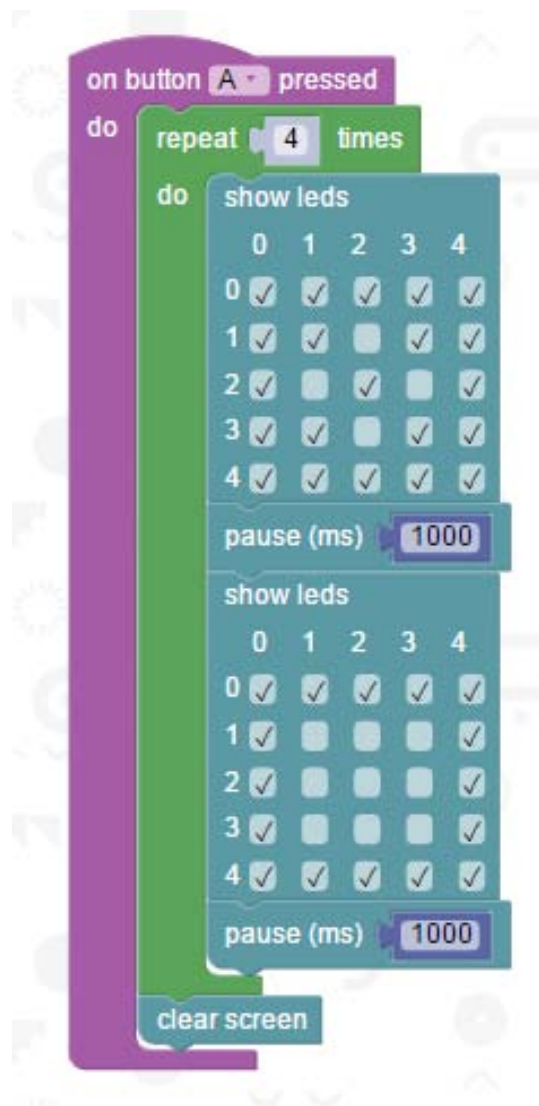 on button A pressed
do repeat 4 times
do show leds
0 1 2 3 4
0
1
2
3
4
pause (ms) 1000
show leds
0 1 2 3 4
0
1
2
3
4
pause (ms) 1000
clear screen